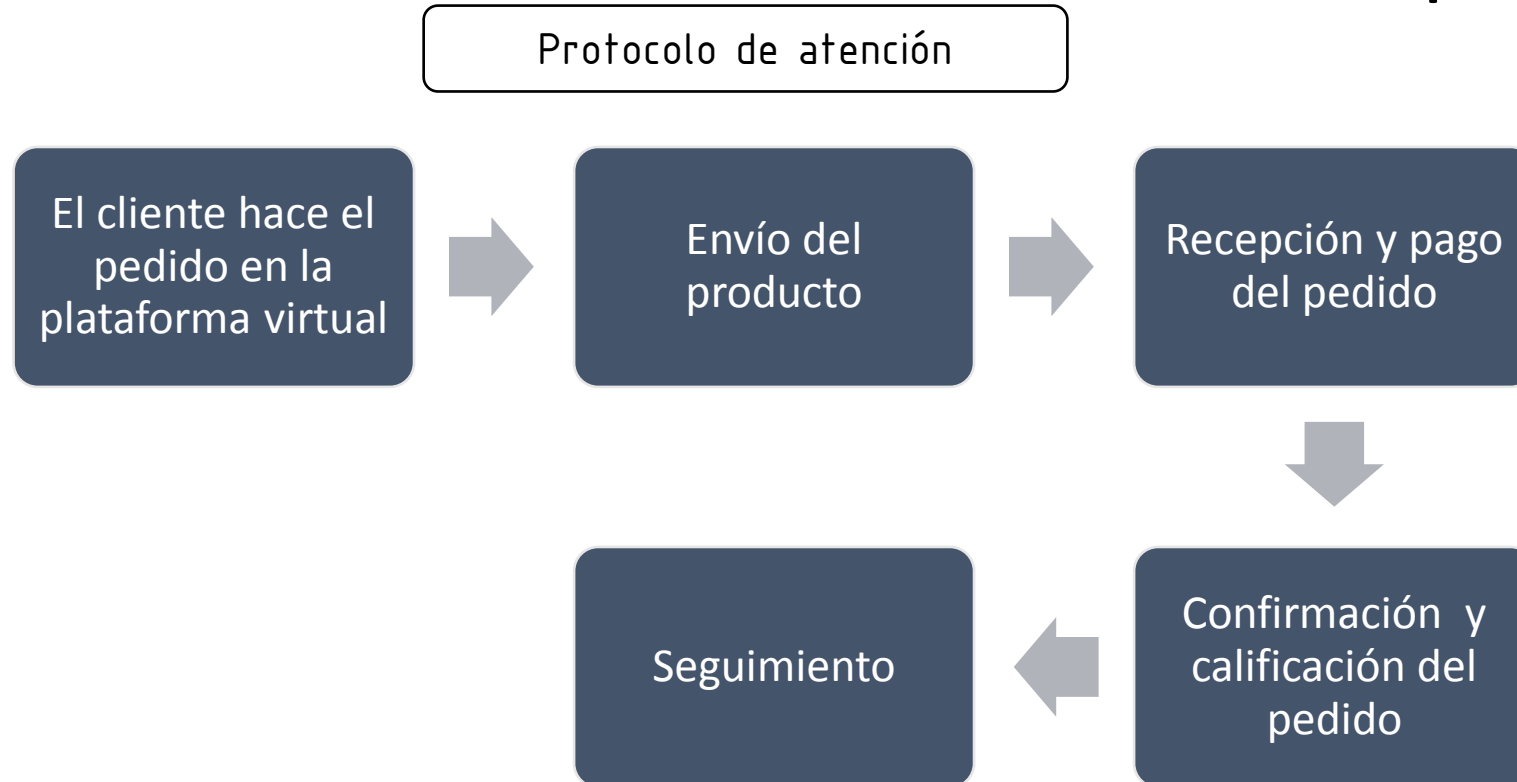 Protocolo de atención
El cliente hace el
pedido en la
plataforma virtual
Envío del
producto
Recepción y pago
del pedido
Confirmación y
calificación del
pedido
Seguimiento